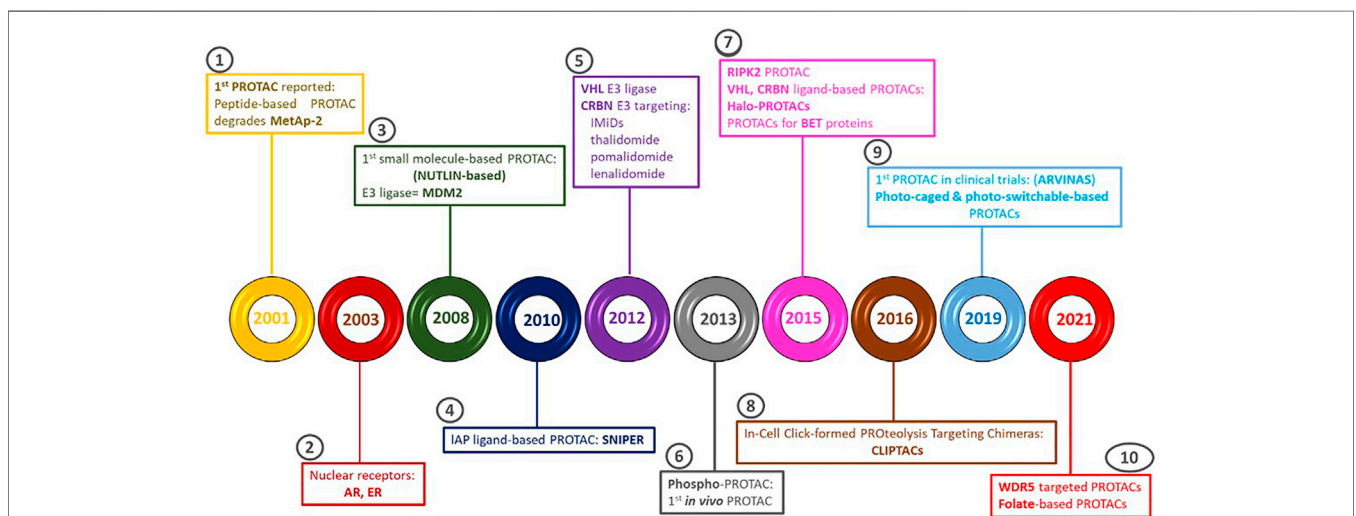 1
1st PROTAC reported:
Peptide-based PROTAC
degrades MetAp-2
3
1st small molecule-based PROTAC:
(NUTLIN-based)
E3 ligase= MDM2
5
VHL E3 ligase
CRBN E3 targeting:
IMiDs
thalidomide
pomalidomide
lenalidomide
7
RIPK2 PROTAC
VHL, CRBN ligand-based PROTACs:
Halo-PROTACs
PROTACs for BET proteins
9
1st PROTAC in clinical trials: (ARVINAS)
Photo-caged & photo-switchable-based
PROTACs
2001
2003
2008
2010
2012
2013
2015
2016
2019
2021
2
Nuclear receptors:
AR, ER
4
IAP ligand-based PROTAC: SNIPER
6
Phospho-PROTAC:
1st in vivo PROTAC
8
In-Cell Click-formed PROteolysis Targeting Chimeras:
CLIPTACs
10
WDR5 targeted PROTACs
Folate-based PROTACs